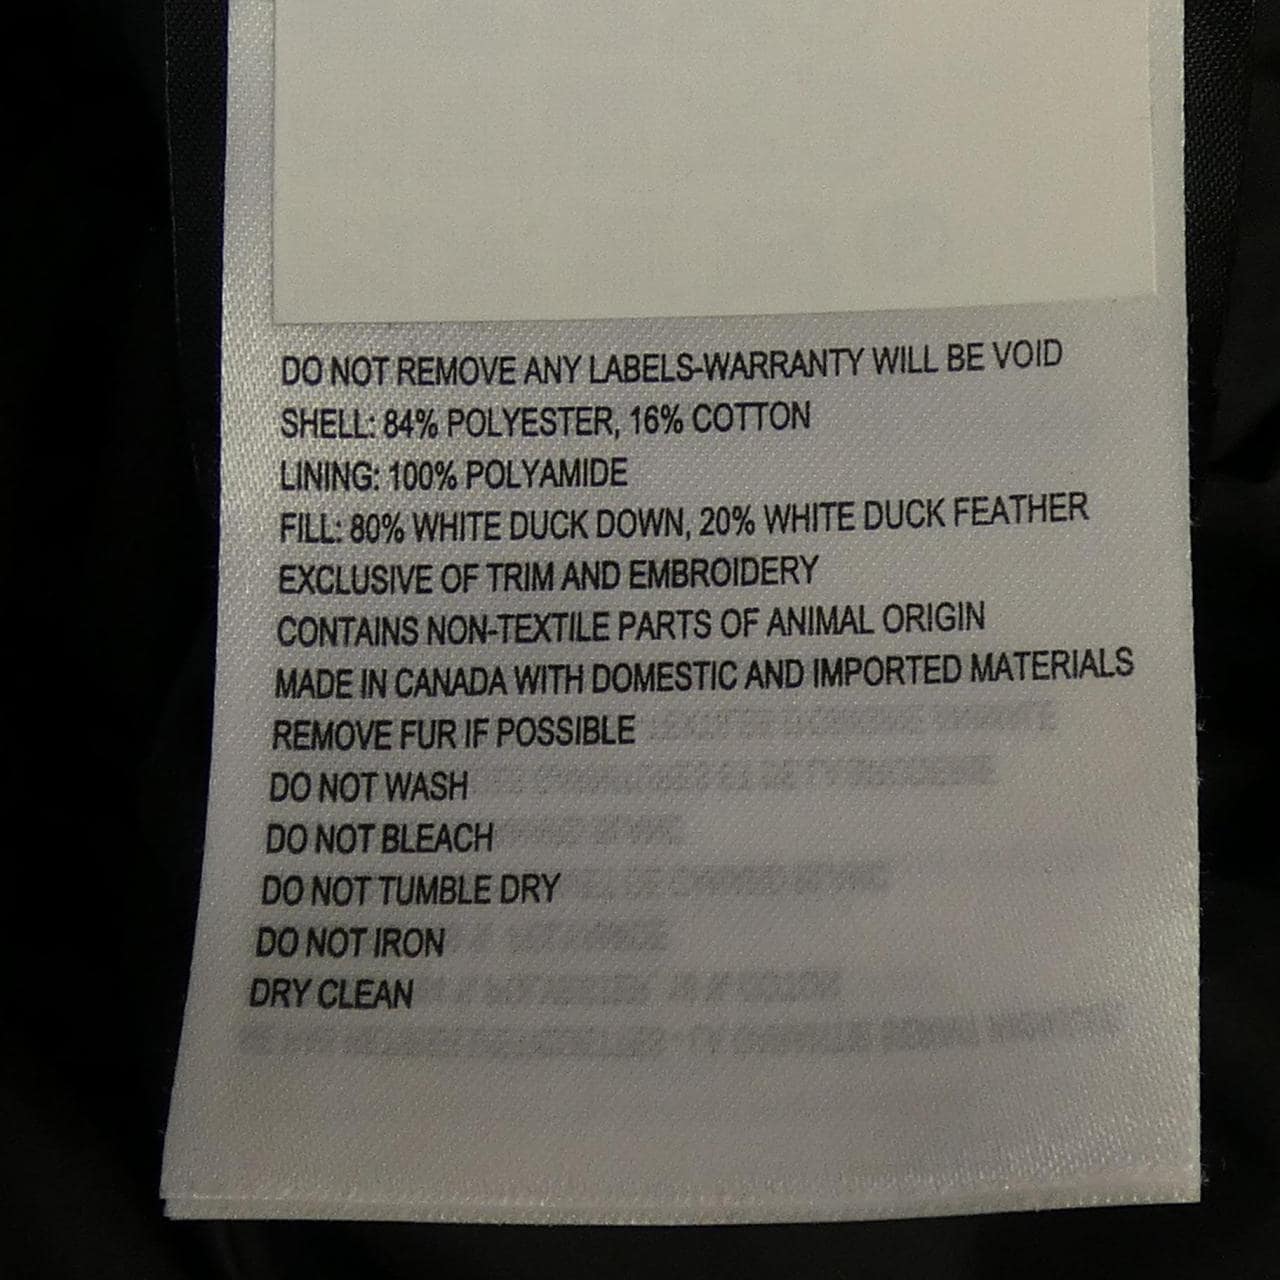 DO NOT REMOVE ANY LABELS-WARRANTY WILL BE VOID
SHELL: 84% POLYESTER, 16% COTTON
LINING: 100% POLYAMIDE
FILL: 80% WHITE DUCK DOWN, 20% WHITE DUCK FEATHER
EXCLUSIVE OF TRIM AND EMBROIDERY
CONTAINS NON-TEXTILE PARTS OF ANIMAL ORIGIN
MADE IN CANADA WITH DOMESTIC AND IMPORTED MATERIALS
REMOVE FUR IF POSSIBLE
DO NOT WASH
DO NOT BLEACH
DO NOT TUMBLE DRY
DO NOT IRON
DRY CLEAN